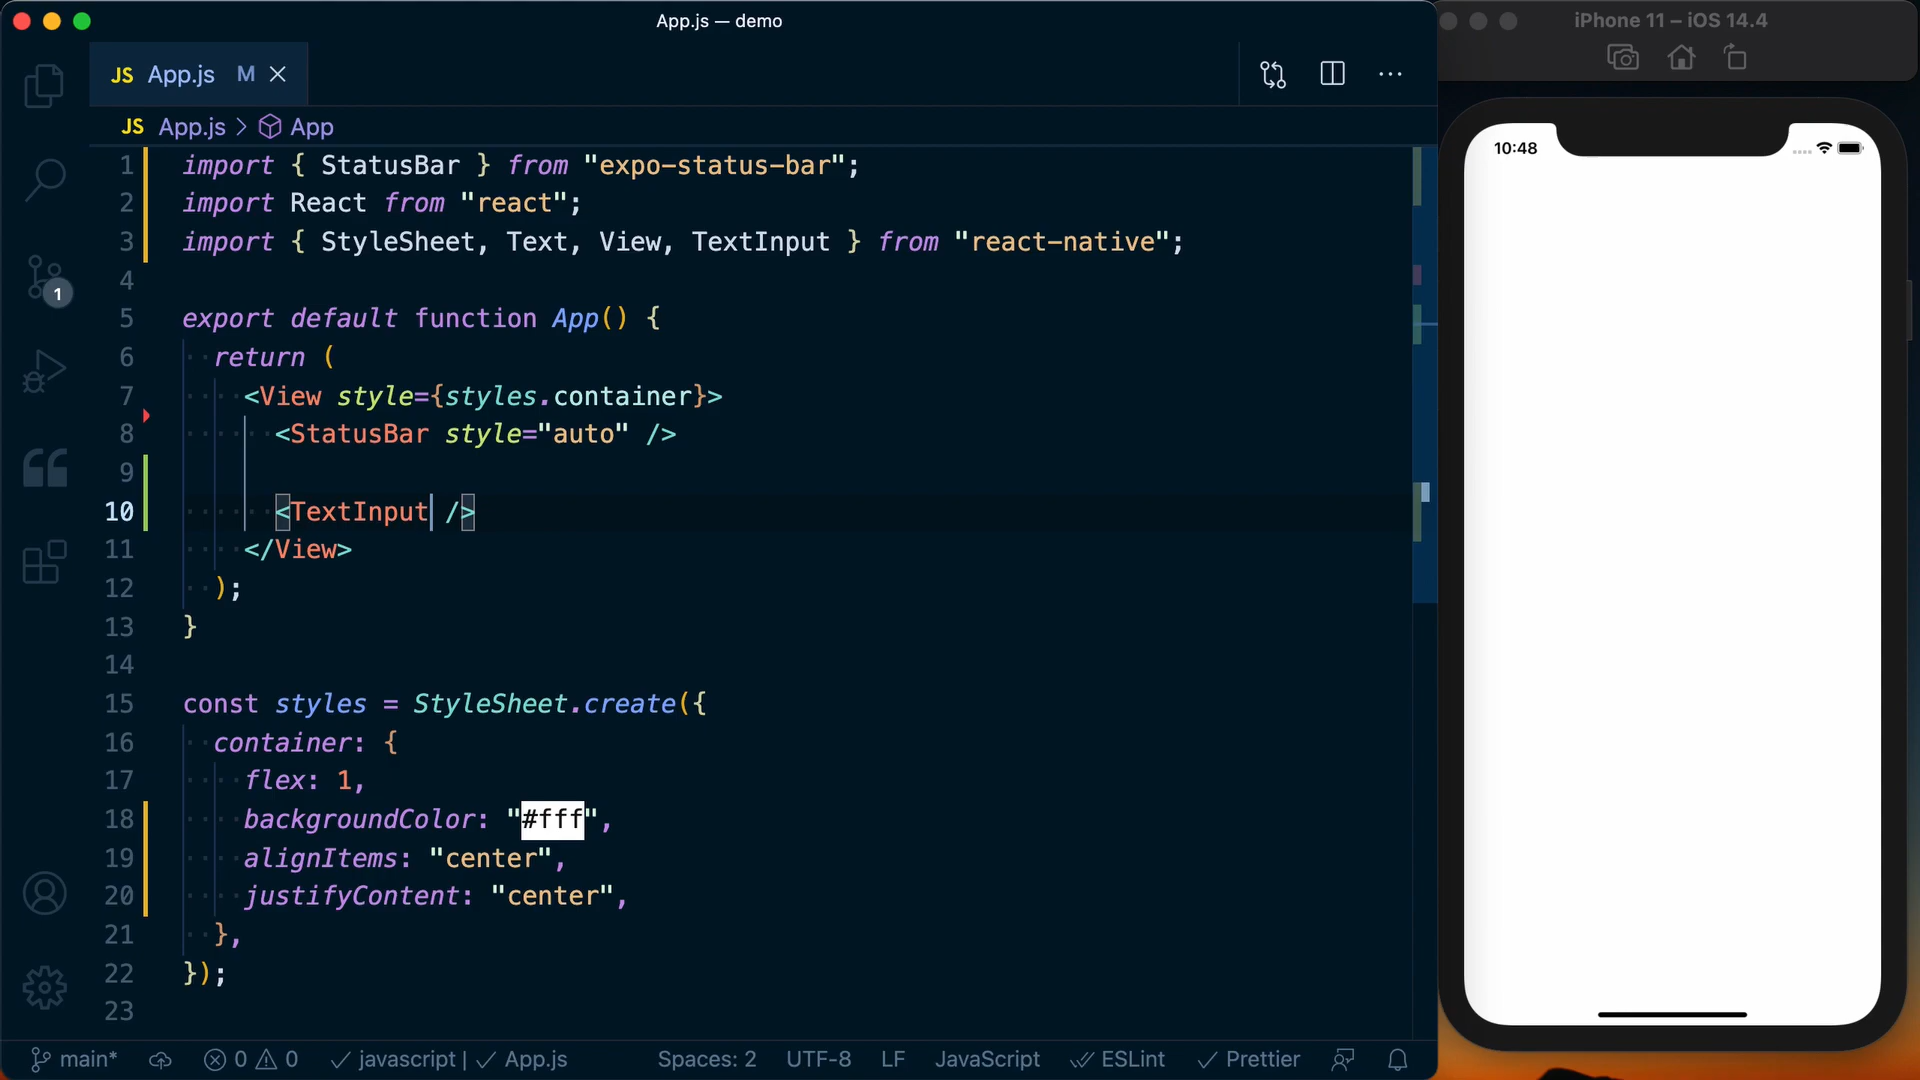 App.js — demo
JS App.js M
JS App.js > App
1 import { StatusBar } from "expo-status-bar";
2 import React from "react";
3 import { StyleSheet, Text, View, TextInput } from "react-native";
4
5 export default function App() {
6 return (
7 <View style={styles.container}>
8 <StatusBar style="auto" />
9
10 <TextInput />
11 </View>
12 );
13 }
14
15 const styles = StyleSheet.create({
16 container: {
17 flex: 1,
18 backgroundColor: "#fff",
19 alignItems: "center",
20 justifyContent: "center",
21 },
22 });
23
1
main* 0 0 javascript | App.js Spaces: 2 UTF-8 LF JavaScript ESLint Prettier
iPhone 11 – iOS 14.4
10:48